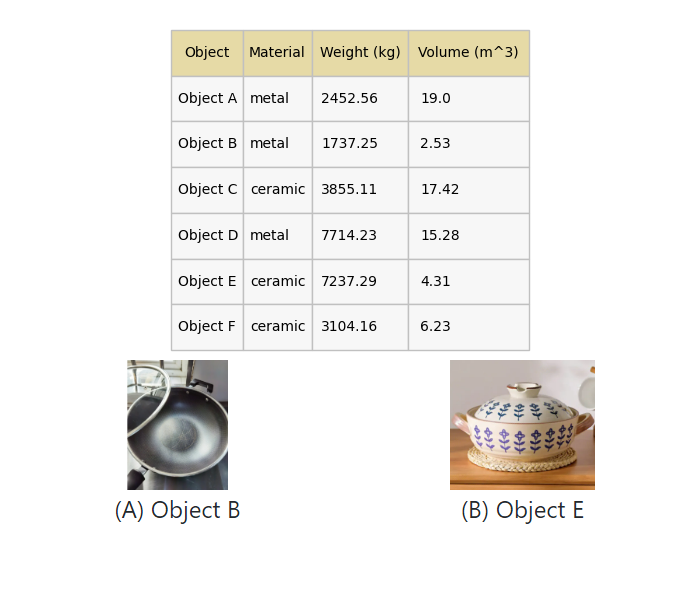 Object Material Weight (kg) Volume (m^3)
Object A metal 2452.56 19.0
Object B metal 1737.25 2.53
Object C ceramic 3855.11 17.42
Object D metal 7714.23 15.28
Object E ceramic 7237.29 4.31
Object F ceramic 3104.16 6.23
(A) Object B
(B) Object E